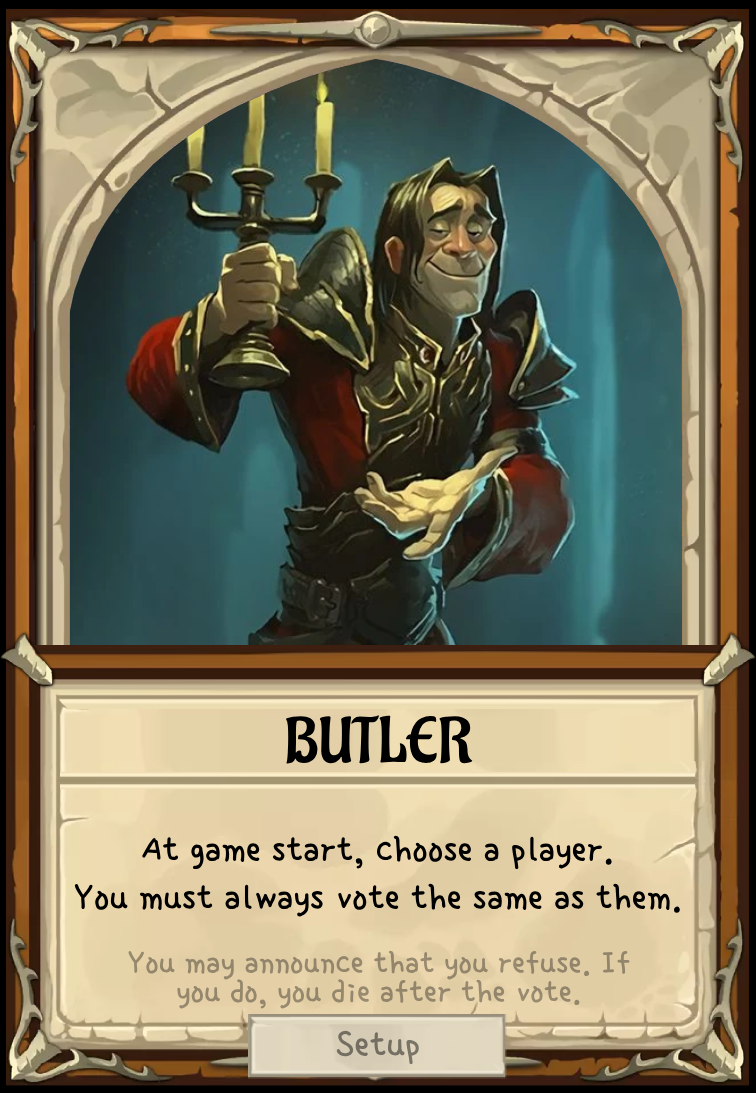 BUTLER
At game start, choose a player.
You must always vote the same as them.
You may announce that you refuse. If
you do, you die after the vote.
Setup